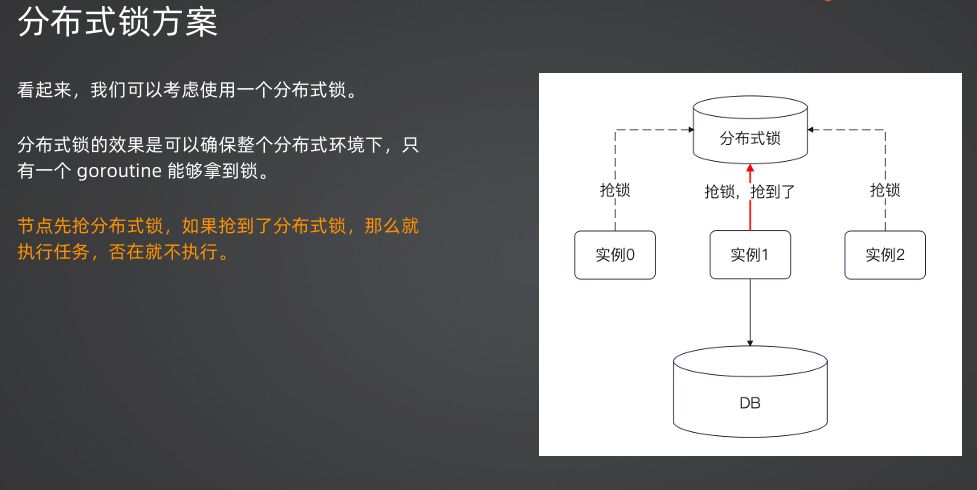 分布式锁方案
看起来，我们可以考虑使用一个分布式锁。
分布式锁的效果是可以确保整个分布式环境下，只
有一个 goroutine 能够拿到锁。
节点先抢分布式锁，如果抢到了分布式锁，那么就
执行任务，否在就不执行。
分布式锁
抢锁
抢锁，抢到了
抢锁
实例0
实例1
实例2
DB